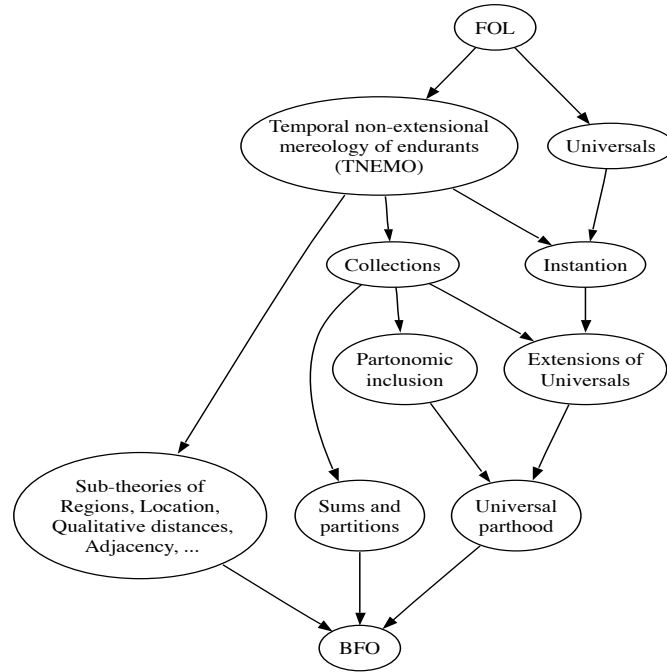 FOL
Temporal non-extensional
mereology of endurants
(TNEMO)
Universals
Collections
Instantion
Partonomic
inclusion
Extensions of
Universals
Sub-theories of
Regions, Location,
Qualitative distances,
Adjacency, ...
Sums and
partitions
Universal
parthood
BFO